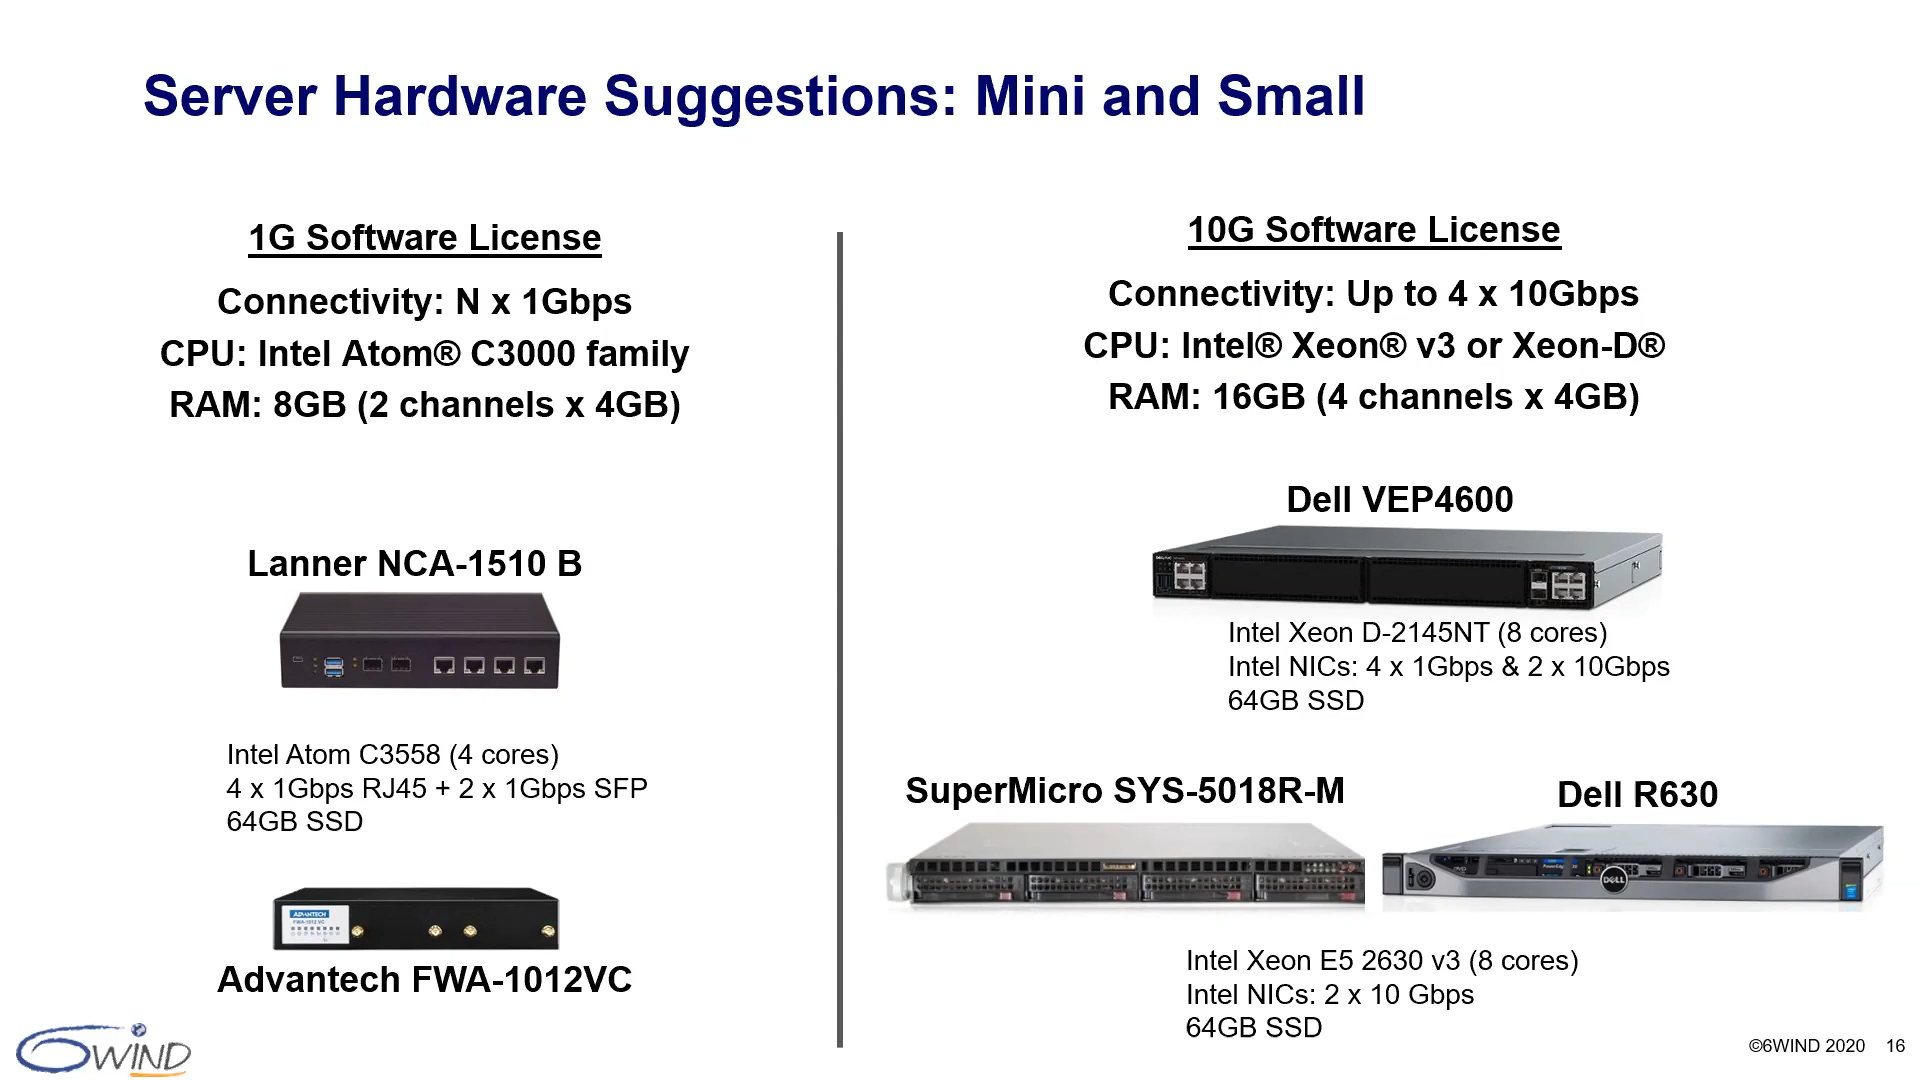 Server Hardware Suggestions: Mini and Small
1G Software License
Connectivity: N x 1Gbps
CPU: Intel Atom® C3000 family
RAM: 8GB (2 channels x 4GB)
Lanner NCA-1510 B
Intel Atom C3558 (4 cores)
4 x 1Gbps RJ45 + 2 x 1Gbps SFP
64GB SSD
ADVANTECH
FWA-1012 VC
Advantech FWA-1012VC
10G Software License
Connectivity: Up to 4 x 10Gbps
CPU: Intel® Xeon® v3 or Xeon-D®
RAM: 16GB (4 channels x 4GB)
Dell VEP4600
Intel Xeon D-2145NT (8 cores)
Intel NICs: 4 x 1Gbps & 2 x 10Gbps
64GB SSD
SuperMicro SYS-5018R-M
Dell R630
DELL
Intel Xeon E5 2630 v3 (8 cores)
Intel NICs: 2 x 10 Gbps
64GB SSD
6WIND
©6WIND 2020 16